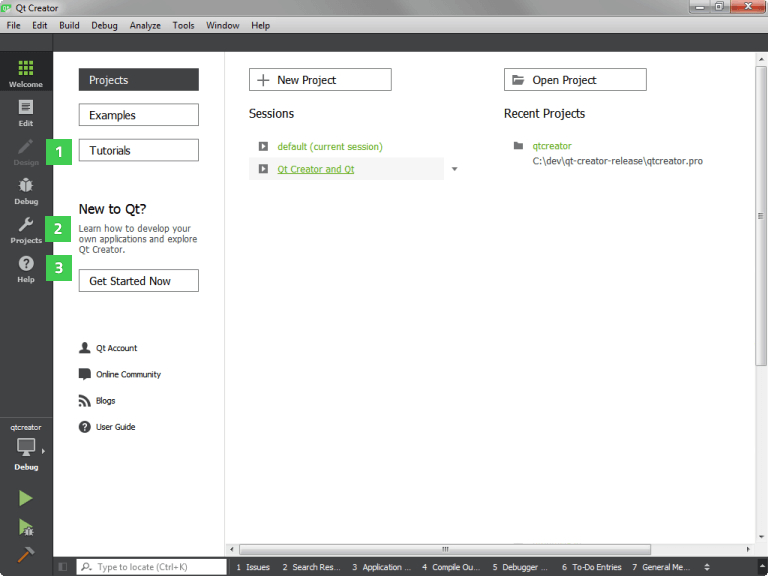 Qt Creator
File Edit Build Debug Analyze Tools Window Help
Welcome
Edit
Design
Debug
Projects
Help
1
2
3
Projects
Examples
Tutorials
New to Qt?
Learn how to develop your
own applications and explore
Qt Creator.
Get Started Now
Qt Account
Online Community
Blogs
User Guide
New Project
Sessions
default (current session)
Qt Creator and Qt
Open Project
Recent Projects
qtcreator
C:\dev\qt-creator-release\qtcreator.pro
qtcreator
Debug
Type to locate (Ctrl+K)
1 Issues 2 Search Res... 3 Application ... 4 Compile Ou... 5 Debugger ... 6 To-Do Entries 7 General Me...